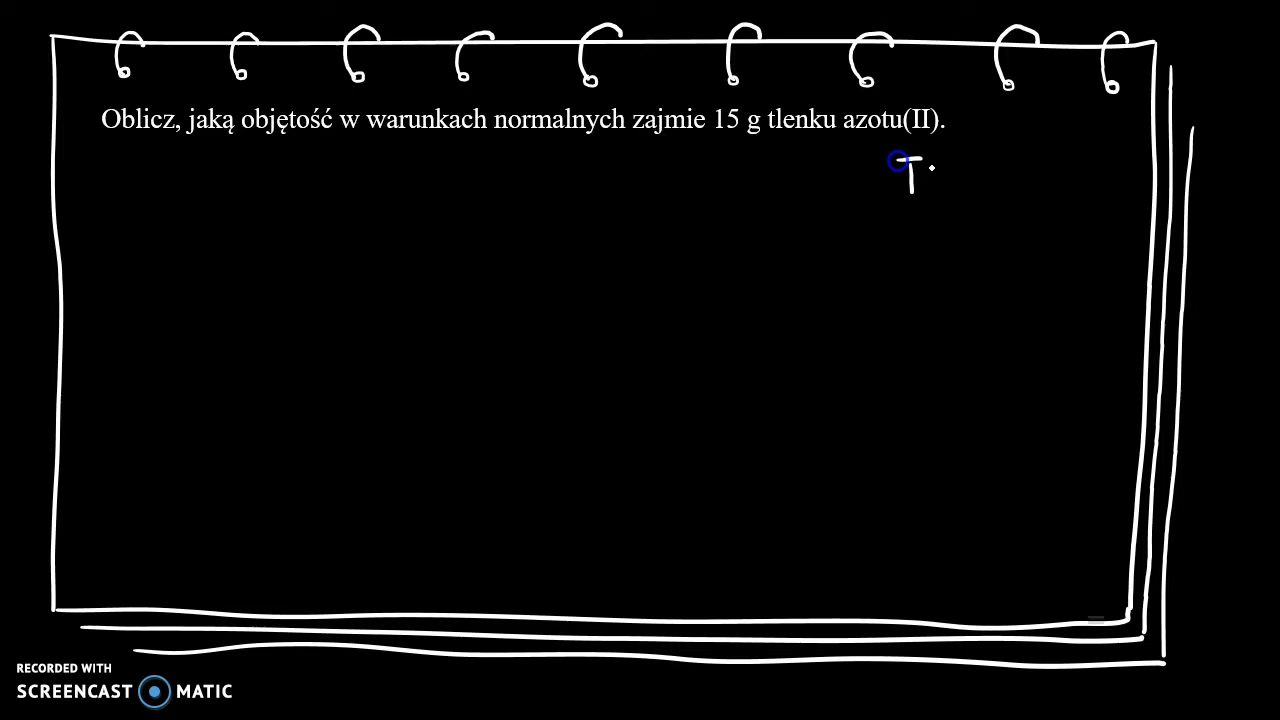 Oblicz, jaką objętość w warunkach normalnych zajmie 15 g tlenku azotu(II).
T
RECORDED WITH
SCREENCAST MATIC